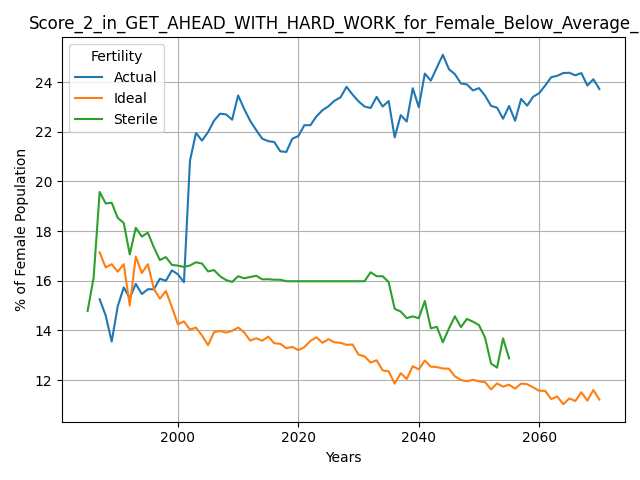 Score_2_in_GET_AHEAD_WITH_HARD_WORK_for_Female_Below_Average_
Fertility
Actual
Ideal
Sterile
24
22
20
18
16
14
12
% of Female Population
2000
2020
2040
2060
Years